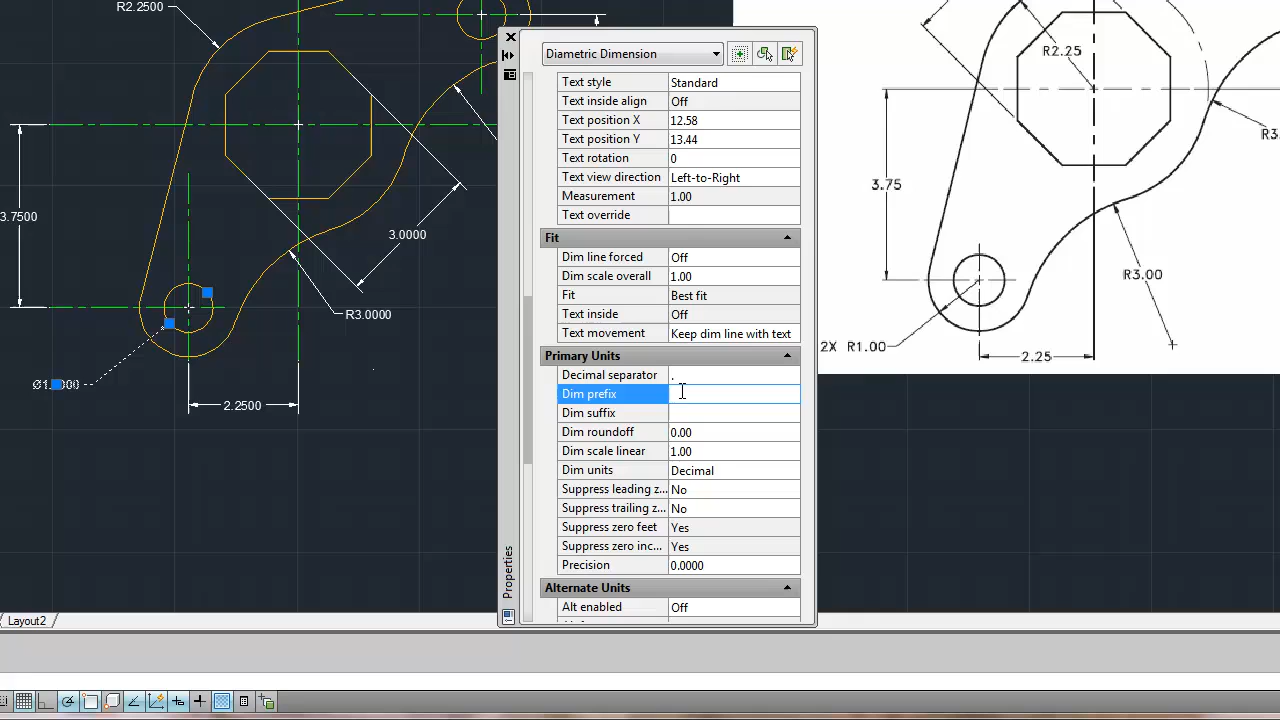 R2.2500
3.7500
3.0000
R3.0000
Ø1.
2.2500
Layout2
Diametric Dimension
Text style Standard
Text inside align Off
Text position X 12.58
Text position Y 13.44
Text rotation 0
Text view direction Left-to-Right
Measurement 1.00
Text override
Fit
Dim line forced Off
Dim scale overall 1.00
Fit Best fit
Text inside Off
Text movement Keep dim line with text
Primary Units
Decimal separator .
Dim prefix
Dim suffix
Dim roundoff 0.00
Dim scale linear 1.00
Dim units Decimal
Suppress leading z... No
Suppress trailing z... No
Suppress zero feet Yes
Suppress zero inc... Yes
Precision 0.0000
Alternate Units
Alt enabled Off
Properties
R2.25
R3.
3.75
R3.00
2X R1.00
2.25